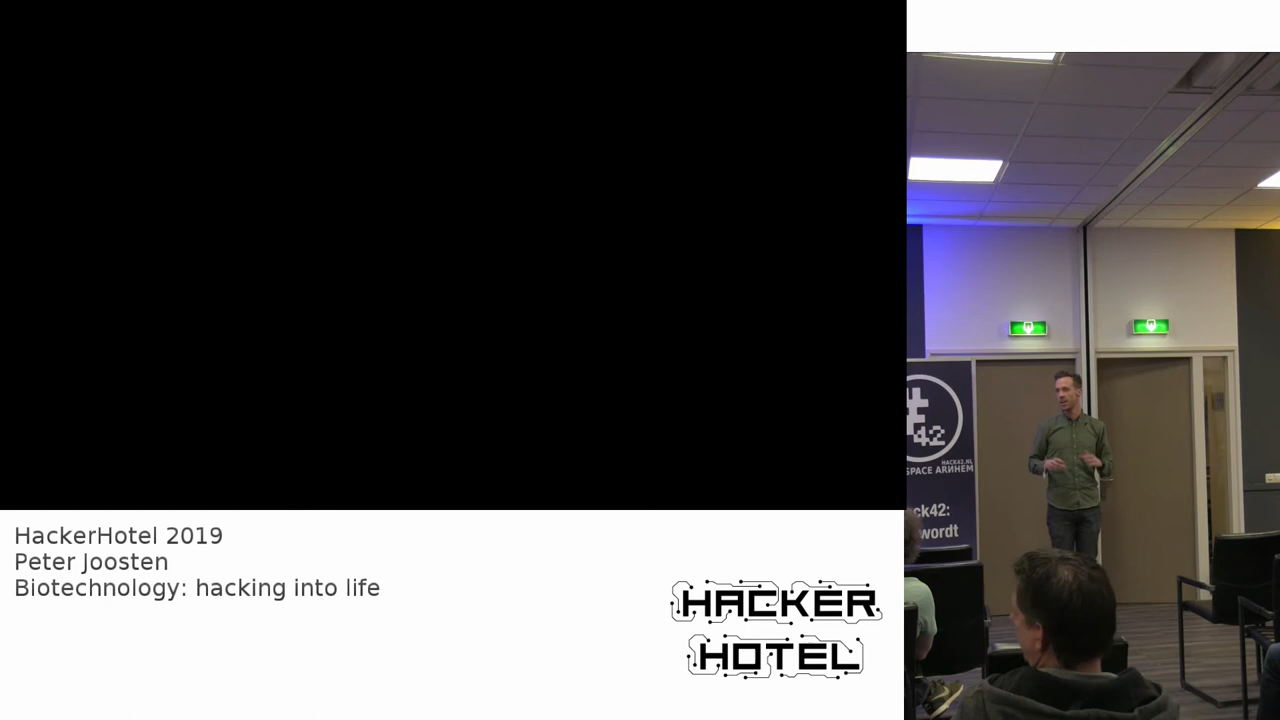 HackerHotel 2019
Peter Joosten
Biotechnology: hacking into life
HACKER
HOTEL
#
42
HACK42.NL
SPACE ARNHEM
ck42:
wordt